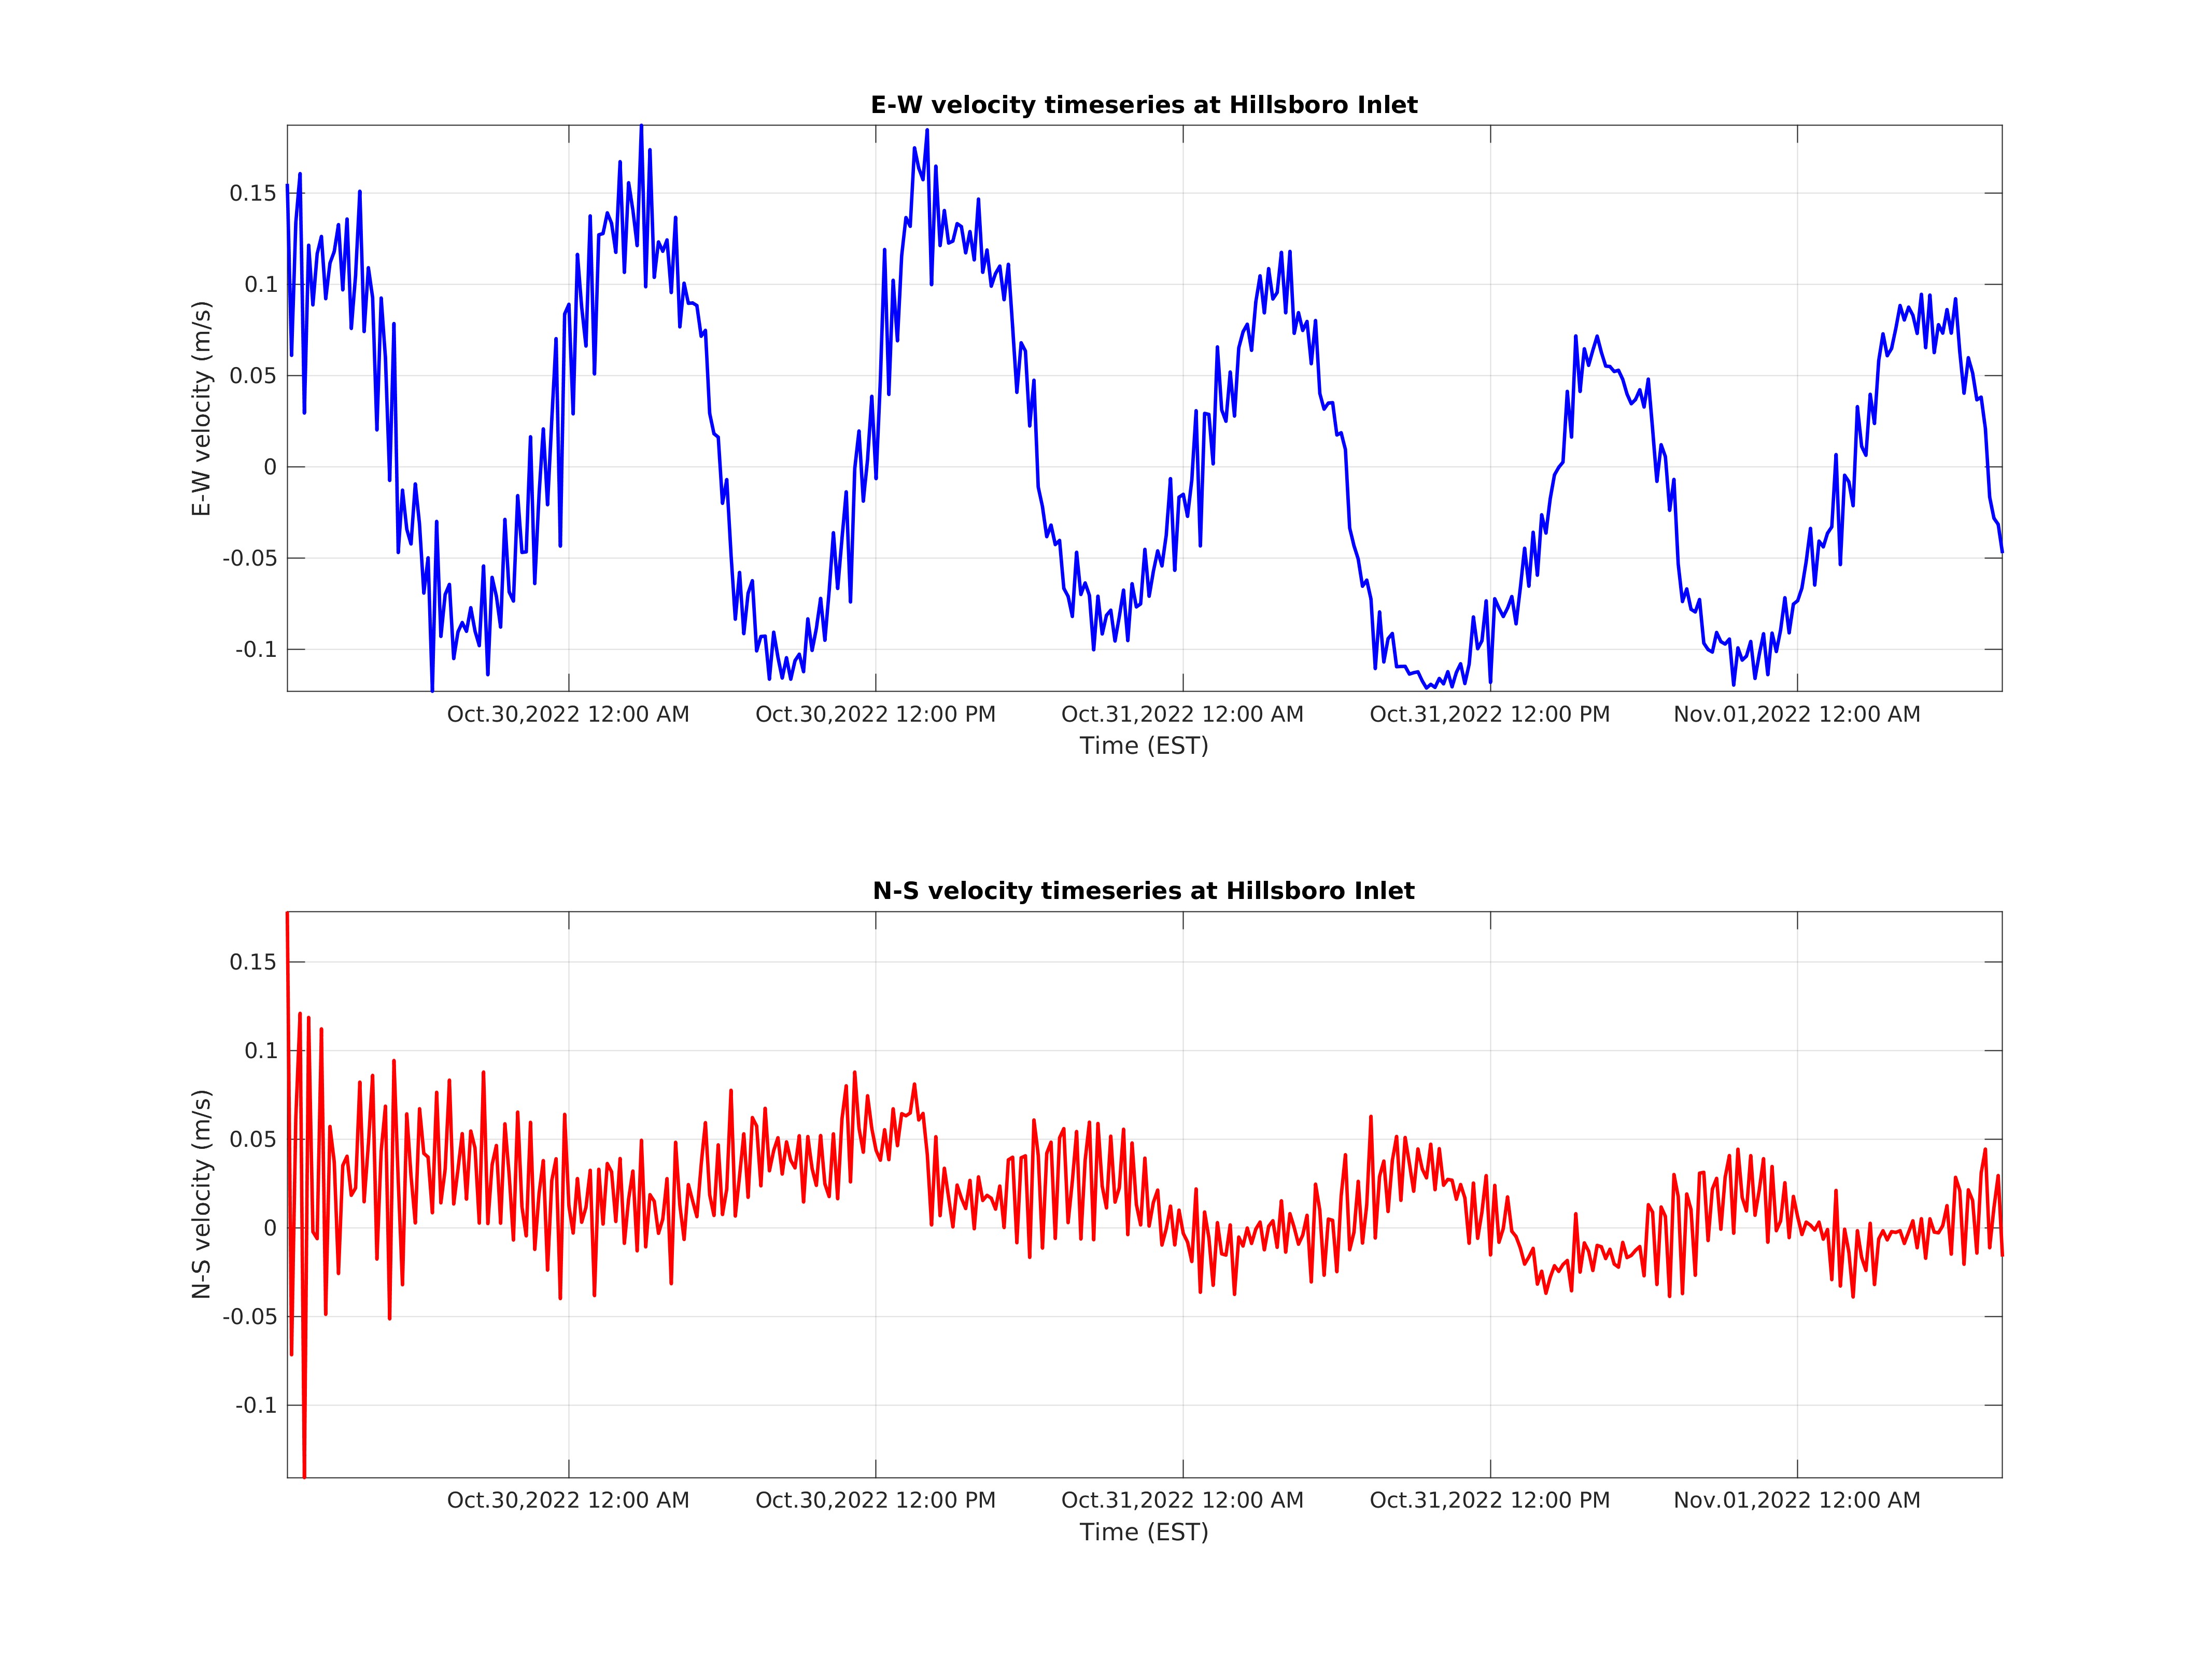 E-W velocity timeseries at Hillsboro Inlet
E-W velocity (m/s)
0.15
0.1
0.05
0
-0.05
-0.1
Oct.30,2022 12:00 AM Oct.30,2022 12:00 PM Oct.31,2022 12:00 AM Oct.31,2022 12:00 PM Nov.01,2022 12:00 AM
Time (EST)
N-S velocity timeseries at Hillsboro Inlet
N-S velocity (m/s)
0.15
0.1
0.05
0
-0.05
-0.1
Oct.30,2022 12:00 AM Oct.30,2022 12:00 PM Oct.31,2022 12:00 AM Oct.31,2022 12:00 PM Nov.01,2022 12:00 AM
Time (EST)